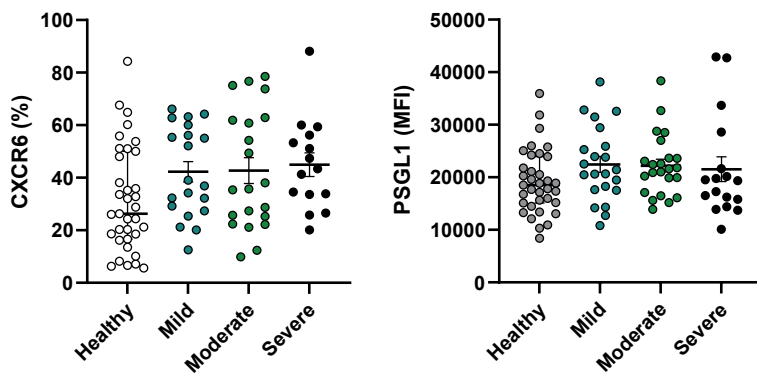 CXCR6 (%)
100
80
60
40
20
0
Healthy
Mild
Moderate
Severe
PSGL1 (MFI)
50000
40000
30000
20000
10000
0
Healthy
Mild
Moderate
Severe